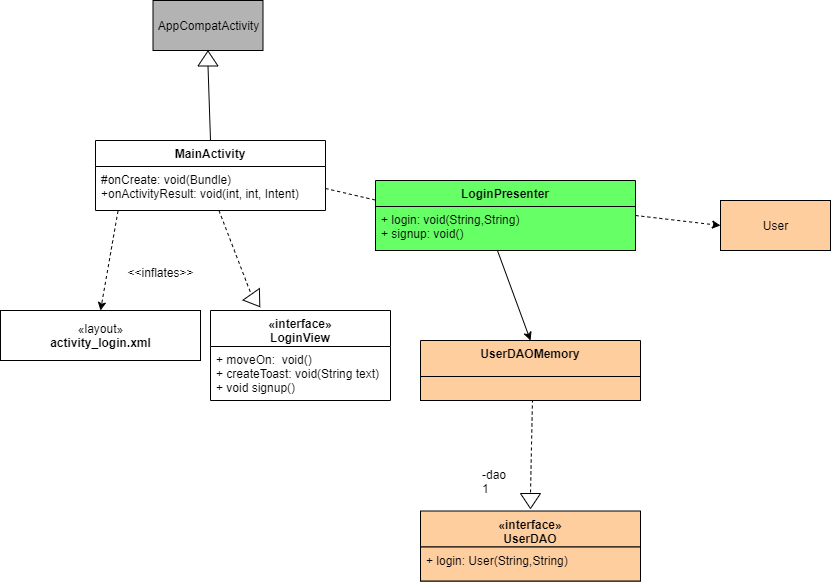 AppCompatActivity
MainActivity
#onCreate: void(Bundle)
+onActivityResult: void(int, int, Intent)
LoginPresenter
+ login: void(String,String)
+ signup: void()
User
<<inflates>>
«layout»
activity_login.xml
«interface»
LoginView
+ moveOn:  void()
+ createToast: void(String text)
+ void signup()
UserDAOMemory
-dao
1
«interface»
UserDAO
+ login: User(String,String)